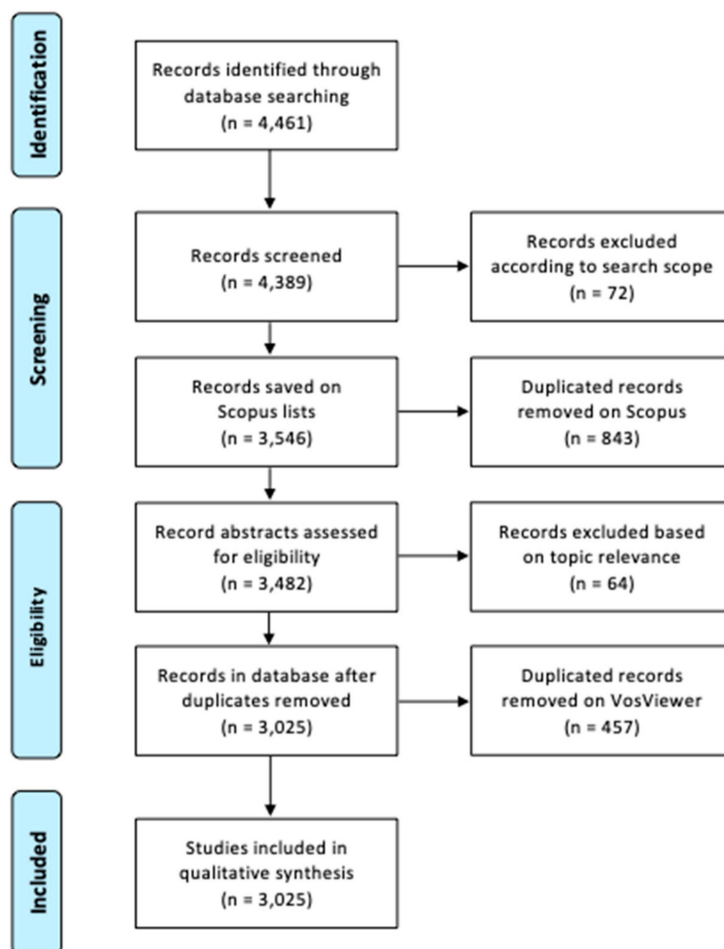 Identification
Records identified through
database searching
(n = 4,461)
Screening
Records screened
(n = 4,389)
Records excluded
according to search scope
(n = 72)
Records saved on
Scopus lists
(n = 3,546)
Duplicated records
removed on Scopus
(n = 843)
Eligibility
Record abstracts assessed
for eligibility
(n = 3,482)
Records excluded based
on topic relevance
(n = 64)
Records in database after
duplicates removed
(n = 3,025)
Duplicated records
removed on VosViewer
(n = 457)
Included
Studies included in
qualitative synthesis
(n = 3,025)